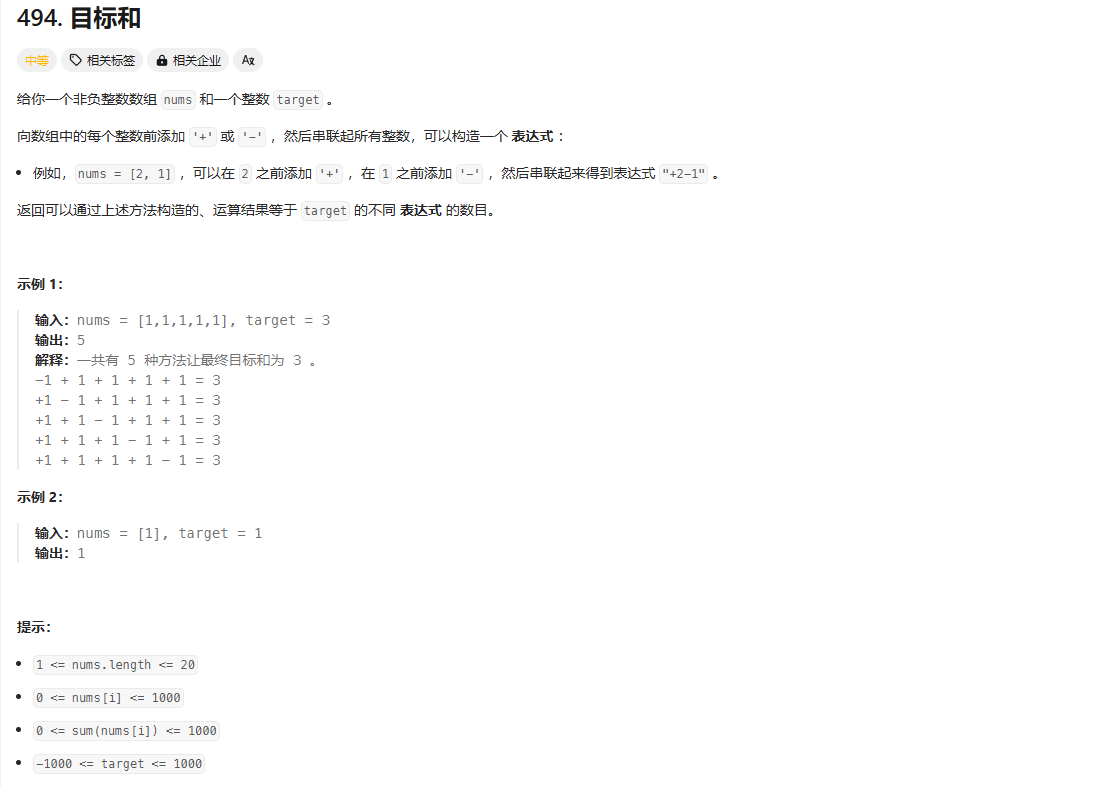 494. 目标和
中等 相关标签 相关企业 Aあ
给你一个非负整数数组 nums 和一个整数 target 。
向数组中的每个整数前添加 '+' 或 '-' ，然后串联起所有整数，可以构造一个 表达式 ：
• 例如，nums = [2, 1] ，可以在 2 之前添加 '+' ，在 1 之前添加 '-' ，然后串联起来得到表达式 "+2-1" 。
返回可以通过上述方法构造的、运算结果等于 target 的不同 表达式 的数目。
示例 1：
输入：nums = [1,1,1,1,1], target = 3
输出：5
解释：一共有 5 种方法让最终目标和为 3 。
-1 + 1 + 1 + 1 + 1 = 3
+1 - 1 + 1 + 1 + 1 = 3
+1 + 1 - 1 + 1 + 1 = 3
+1 + 1 + 1 - 1 + 1 = 3
+1 + 1 + 1 + 1 - 1 = 3
示例 2：
输入：nums = [1], target = 1
输出：1
提示：
• 1 <= nums.length <= 20
• 0 <= nums[i] <= 1000
• 0 <= sum(nums[i]) <= 1000
• -1000 <= target <= 1000